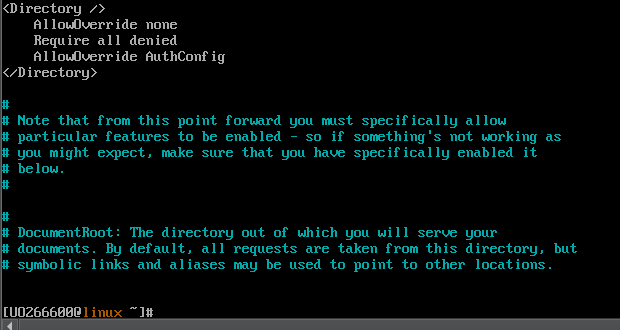 <Directory />
    AllowOverride none
    Require all denied
    AllowOverride AuthConfig
</Directory>
#
# Note that from this point forward you must specifically allow
# particular features to be enabled - so if something's not working as
# you might expect, make sure that you have specifically enabled it
# below.
#
#
# DocumentRoot: The directory out of which you will serve your
# documents. By default, all requests are taken from this directory, but
# symbolic links and aliases may be used to point to other locations.
[UO266600@linux ~]#